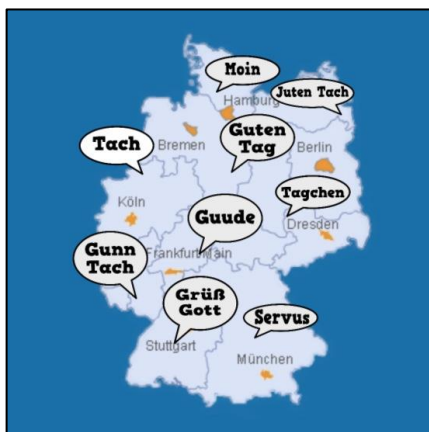 Moin
Hamburg
Juten Tach
Tach
Bremen
Guten
Tag
Berlin
Tagchen
Köln
Guude
Dresden
Gunn
Tach
Frankfurt/Main
Grüß
Gott
Servus
Stuttgart
München